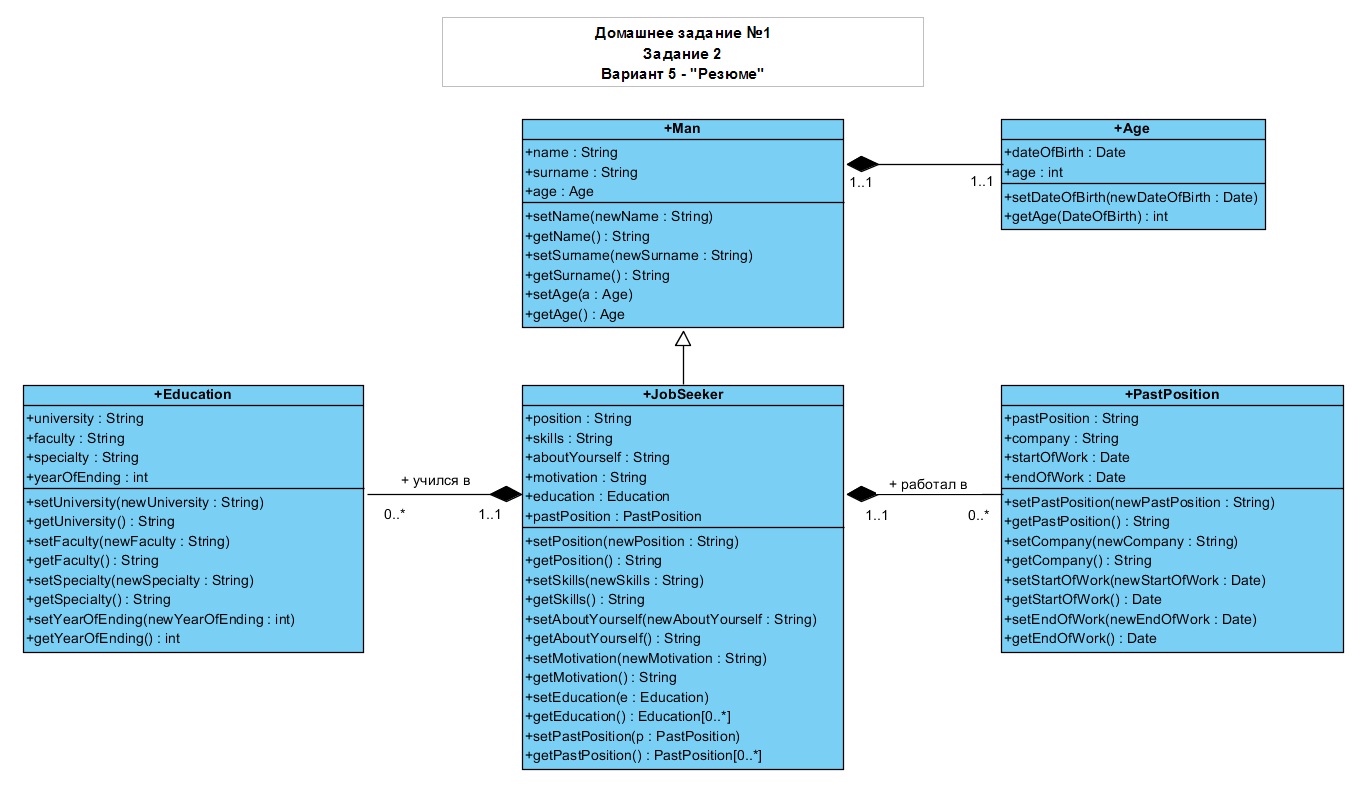 Домашнее задание №1
Задание 2
Вариант 5 - "Резюме"
+Man
+name : String
+surname : String
+age : Age
+setName(newName : String)
+getName() : String
+setSurname(newSurname : String)
+getSurname() : String
+setAge(a : Age)
+getAge() : Age
1..1
1..1
+Age
+dateOfBirth : Date
+age : int
+setDateOfBirth(newDateOfBirth : Date)
+getAge(DateOfBirth) : int
+Education
+university : String
+faculty : String
+specialty : String
+yearOfEnding : int
+setUniversity(newUniversity : String)
+getUniversity() : String
+setFaculty(newFaculty : String)
+getFaculty() : String
+setSpecialty(newSpecialty : String)
+getSpecialty() : String
+setYearOfEnding(newYearOfEnding : int)
+getYearOfEnding() : int
+ учился в
0..*
1..1
+JobSeeker
+position : String
+skills : String
+aboutYourself : String
+motivation : String
+education : Education
+pastPosition : PastPosition
+setPosition(newPosition : String)
+getPosition() : String
+setSkills(newSkills : String)
+getSkills() : String
+setAboutYourself(newAboutYourself : String)
+getAboutYourself() : String
+setMotivation(newMotivation : String)
+getMotivation() : String
+setEducation(e : Education)
+getEducation() : Education[0..*]
+setPastPosition(p : PastPosition)
+getPastPosition() : PastPosition[0..*]
+ работал в
1..1
0..*
+PastPosition
+pastPosition : String
+company : String
+startOfWork : Date
+endOfWork : Date
+setPastPosition(newPastPosition : String)
+getPastPosition() : String
+setCompany(newCompany : String)
+getCompany() : String
+setStartOfWork(newStartOfWork : Date)
+getStartOfWork() : Date
+setEndOfWork(newEndOfWork : Date)
+getEndOfWork() : Date